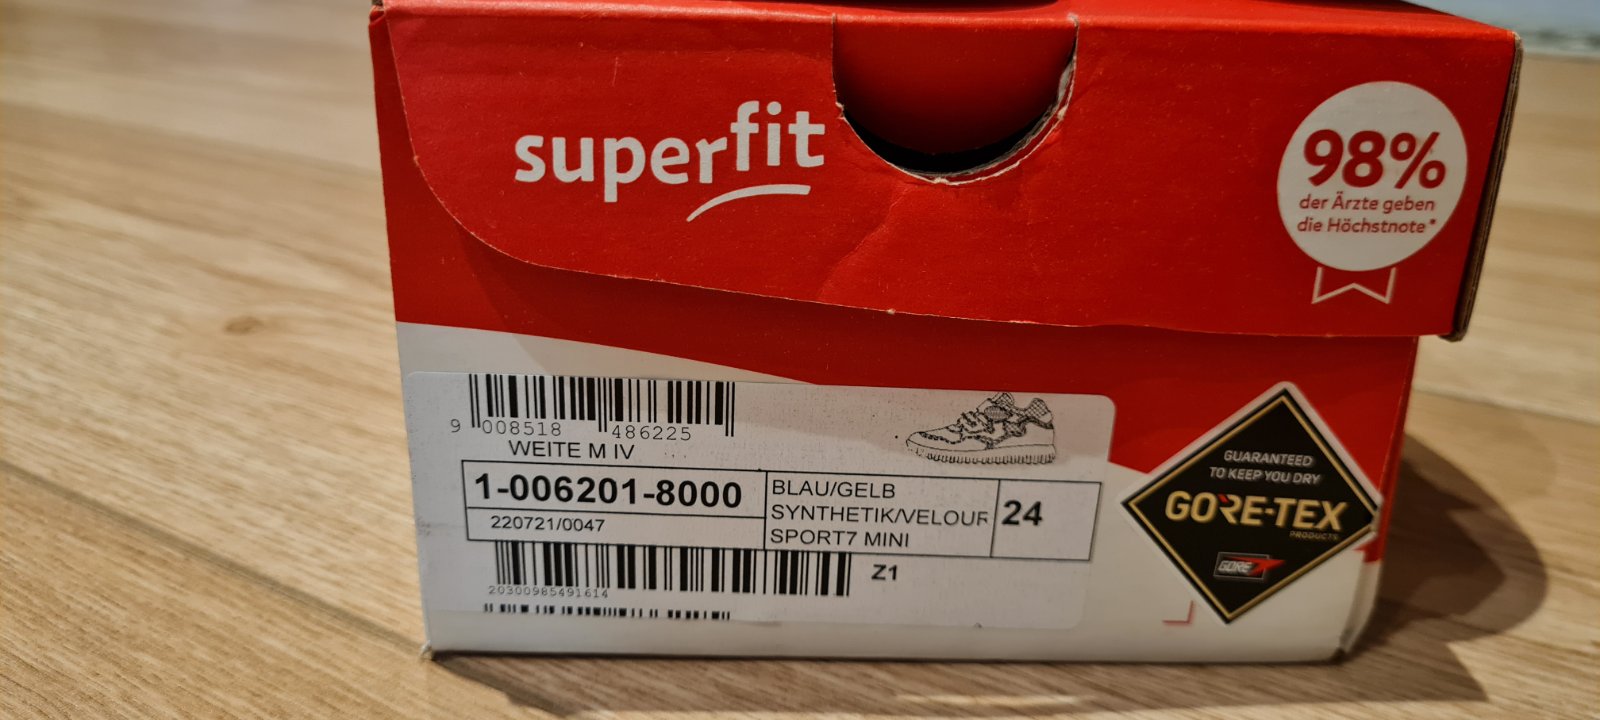 superfit
98%
der Ärzte geben
die Höchstnote*
9 008518 486225
WEITE M IV
1-006201-8000
220721/0047
BLAU/GELB
SYNTHETIK/VELOUR
SPORT7 MINI
24
Z1
20300985491614
GUARANTEED
TO KEEP YOU DRY
GORE-TEX
PRODUCTS
GORE